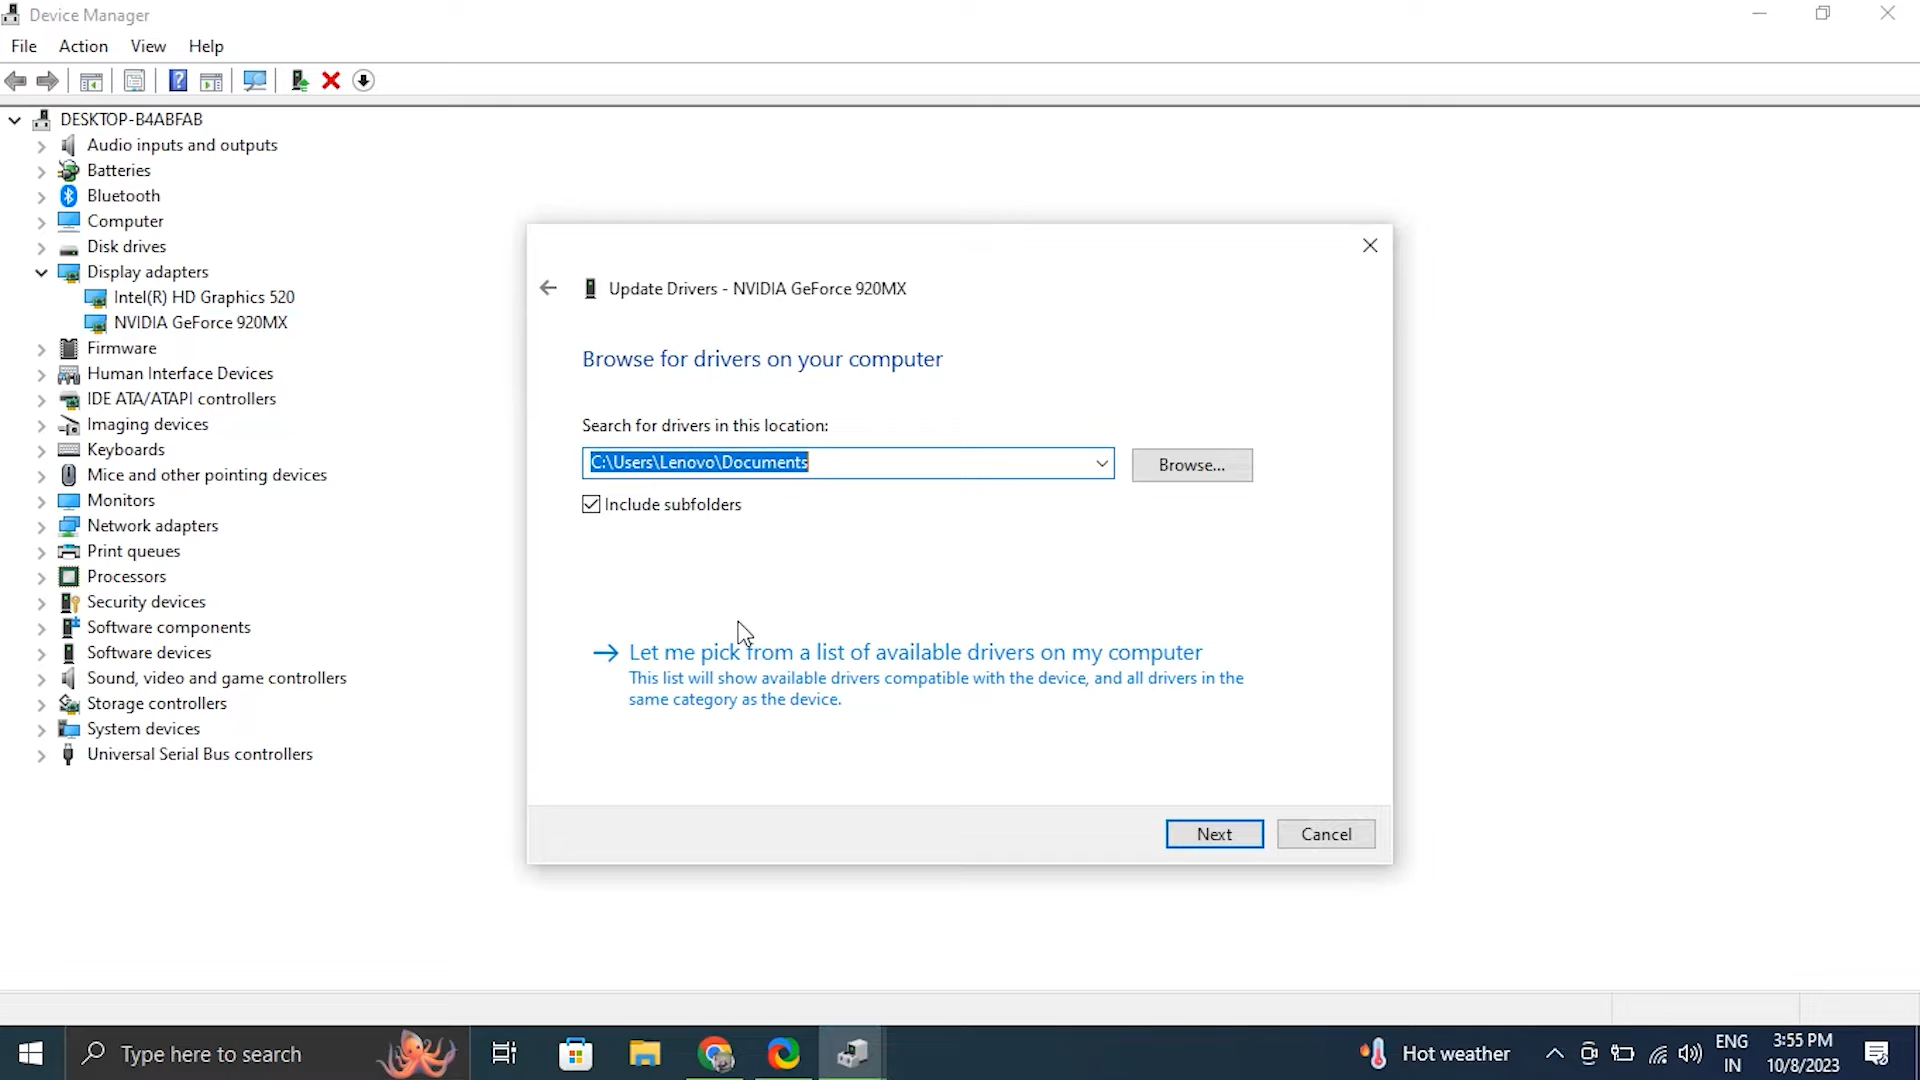 Device Manager
File Action View Help
DESKTOP-B4ABFAB
Audio inputs and outputs
Batteries
Bluetooth
Computer
Disk drives
Display adapters
Intel(R) HD Graphics 520
NVIDIA GeForce 920MX
Firmware
Human Interface Devices
IDE ATA/ATAPI controllers
Imaging devices
Keyboards
Mice and other pointing devices
Monitors
Network adapters
Print queues
Processors
Security devices
Software components
Software devices
Sound, video and game controllers
Storage controllers
System devices
Universal Serial Bus controllers
Update Drivers - NVIDIA GeForce 920MX
Browse for drivers on your computer
Search for drivers in this location:
C:\Users\Lenovo\Documents
Browse...
Include subfolders
Let me pick from a list of available drivers on my computer
This list will show available drivers compatible with the device, and all drivers in the
same category as the device.
Next Cancel
Type here to search
Hot weather
ENG
IN
3:55 PM
10/8/2023